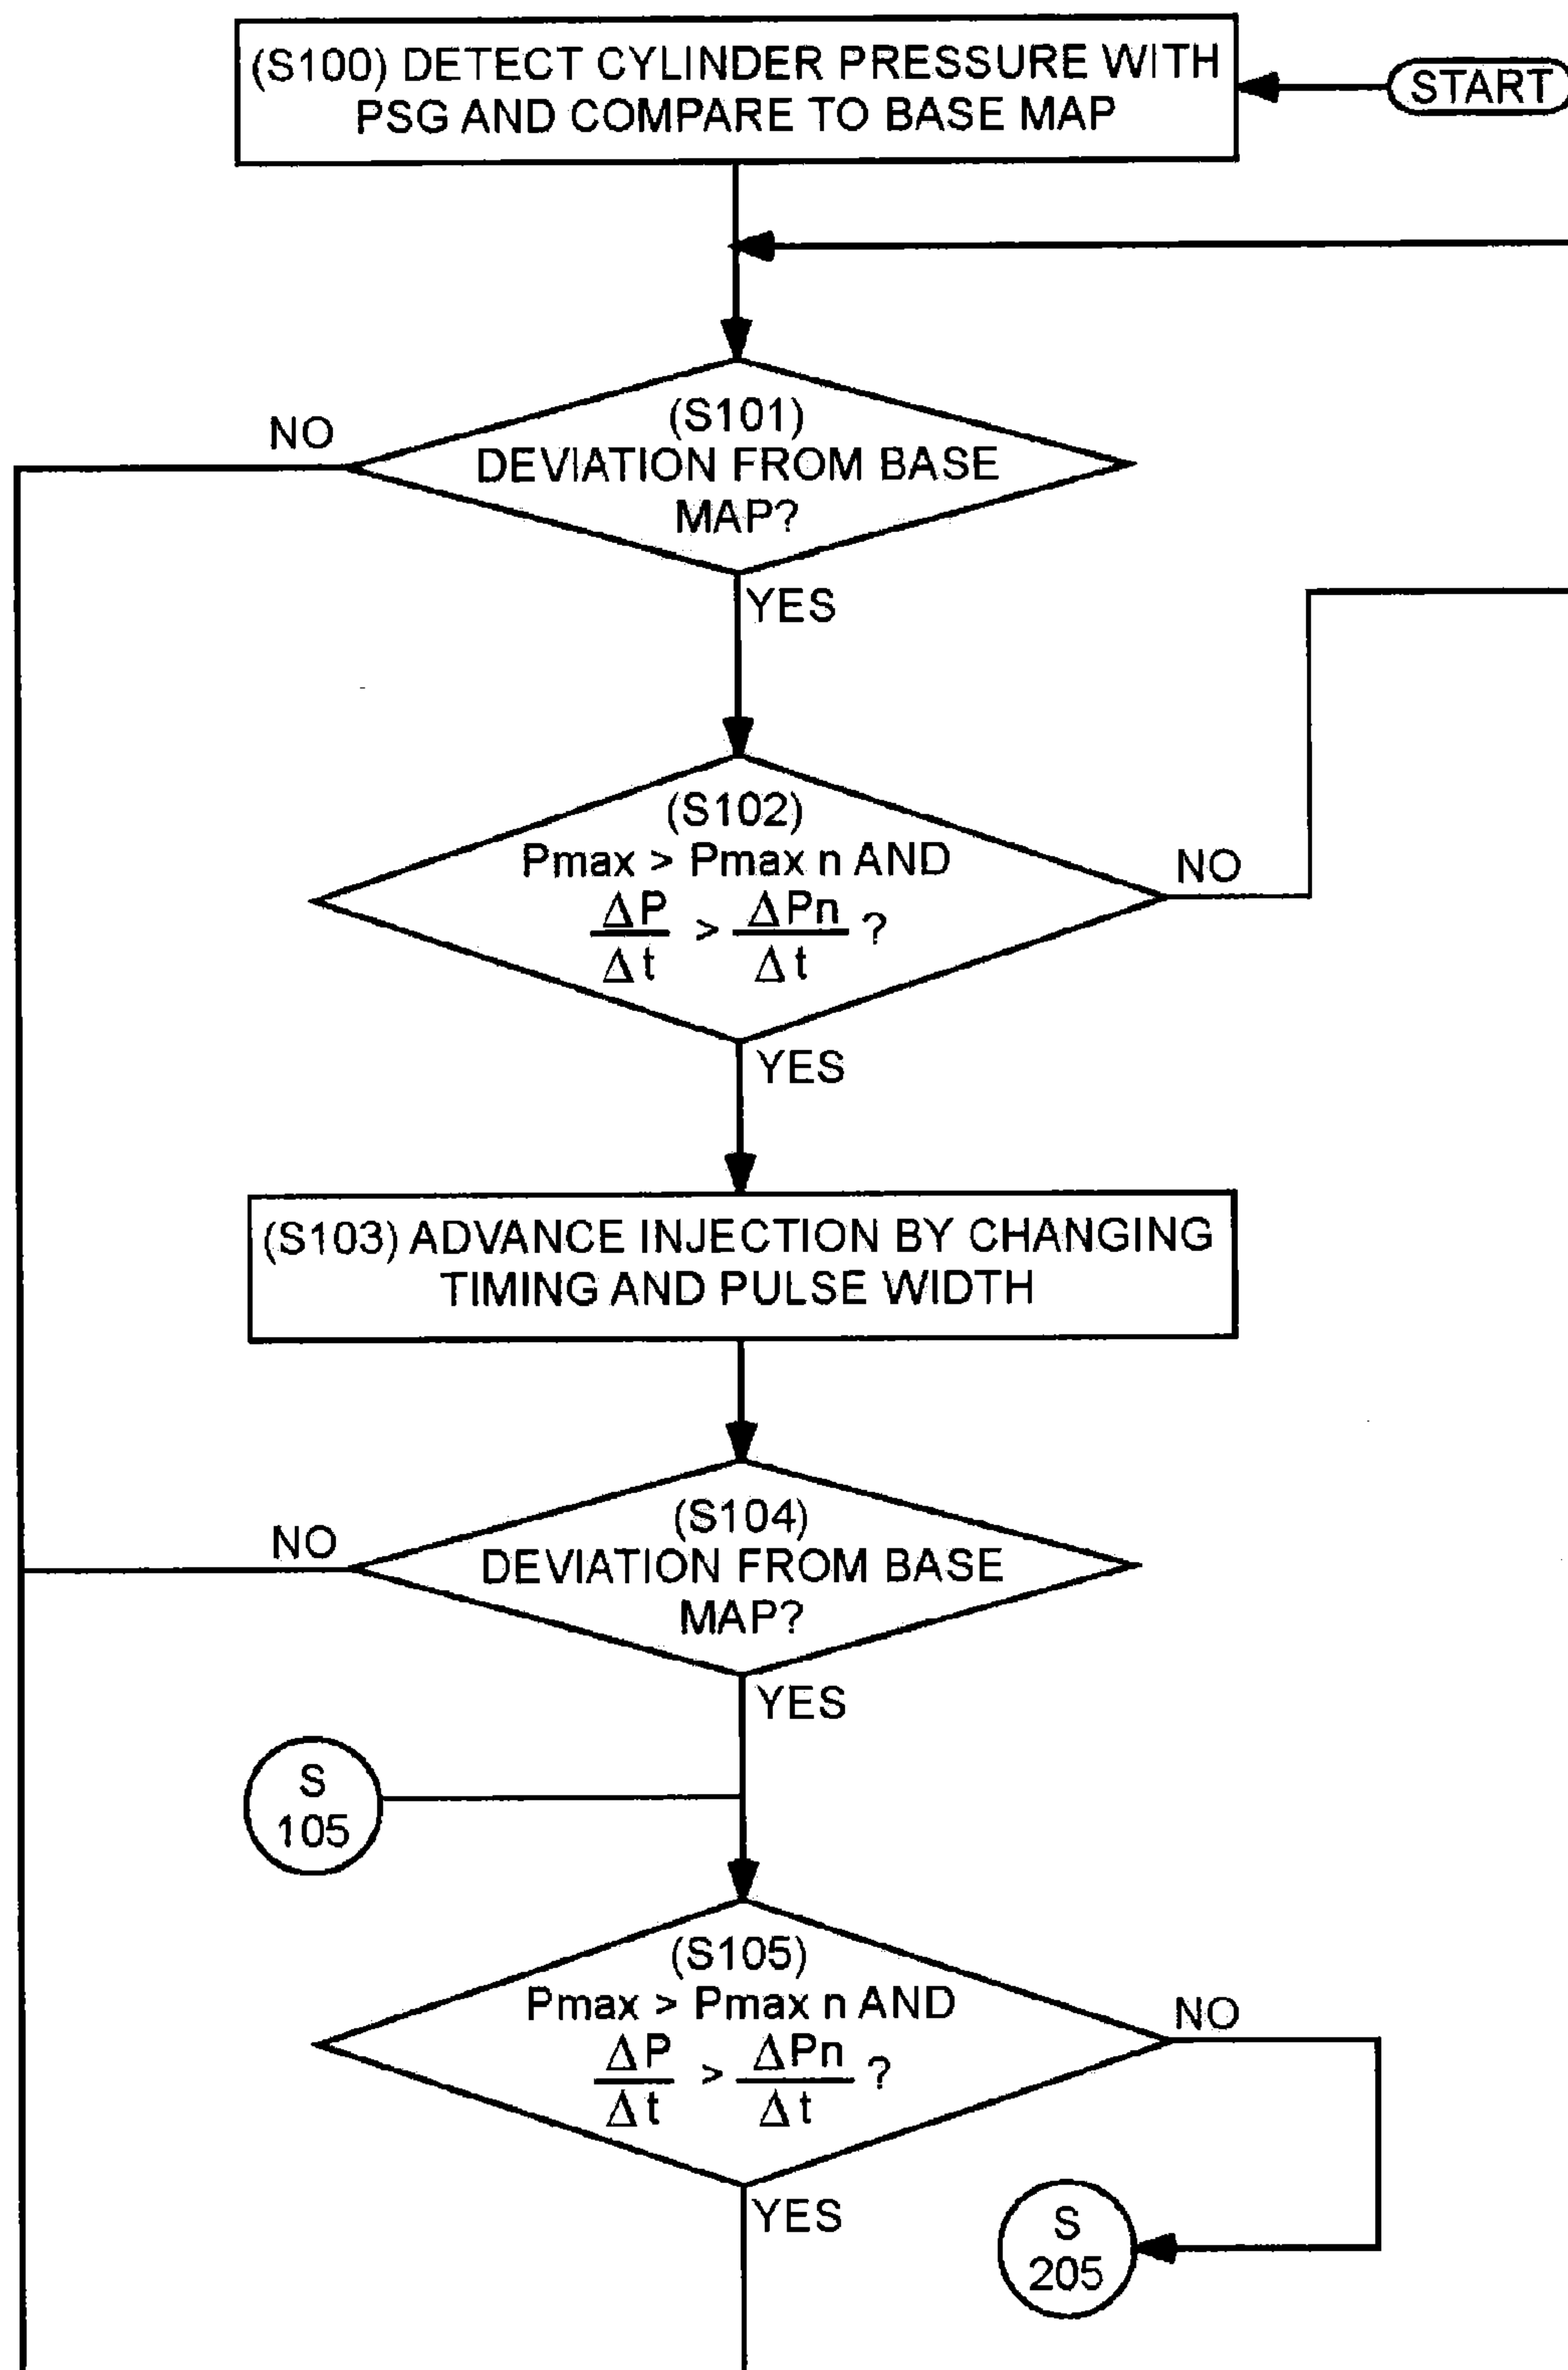 (S100) DETECT CYLINDER PRESSURE WITH
PSG AND COMPARE TO BASE MAP
START
(S101)
DEVIATION FROM BASE
MAP?
NO
YES
(S102)
Pmax > Pmax n AND
ΔP/Δt > ΔPn/Δt ?
NO
YES
(S103) ADVANCE INJECTION BY CHANGING
TIMING AND PULSE WIDTH
(S104)
DEVIATION FROM BASE
MAP?
NO
YES
S
105
(S105)
Pmax > Pmax n AND
ΔP/Δt > ΔPn/Δt ?
NO
YES
S
205